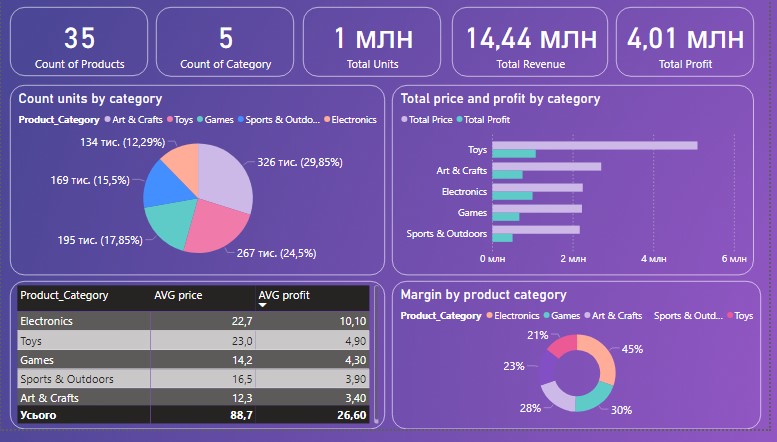 35
Count of Products
5
Count of Category
1 млн
Total Units
14,44 млн
Total Revenue
4,01 млн
Total Profit
Count units by category
Product_Category Art & Crafts Toys Games Sports & Outdo... Electronics
134 тис. (12,29%)
326 тис. (29,85%)
169 тис. (15,5%)
195 тис. (17,85%)
267 тис. (24,5%)
Total price and profit by category
Total Price Total Profit
Toys
Art & Crafts
Electronics
Games
Sports & Outdoors
0 млн 2 млн 4 млн 6 млн
Product_Category AVG price AVG profit
Electronics 22,7 10,10
Toys 23,0 4,90
Games 14,2 4,30
Sports & Outdoors 16,5 3,90
Art & Crafts 12,3 3,40
Усього 88,7 26,60
Margin by product category
Product_Category Electronics Games Art & Crafts Sports & Outd... Toys
21%
45%
23%
28%
30%